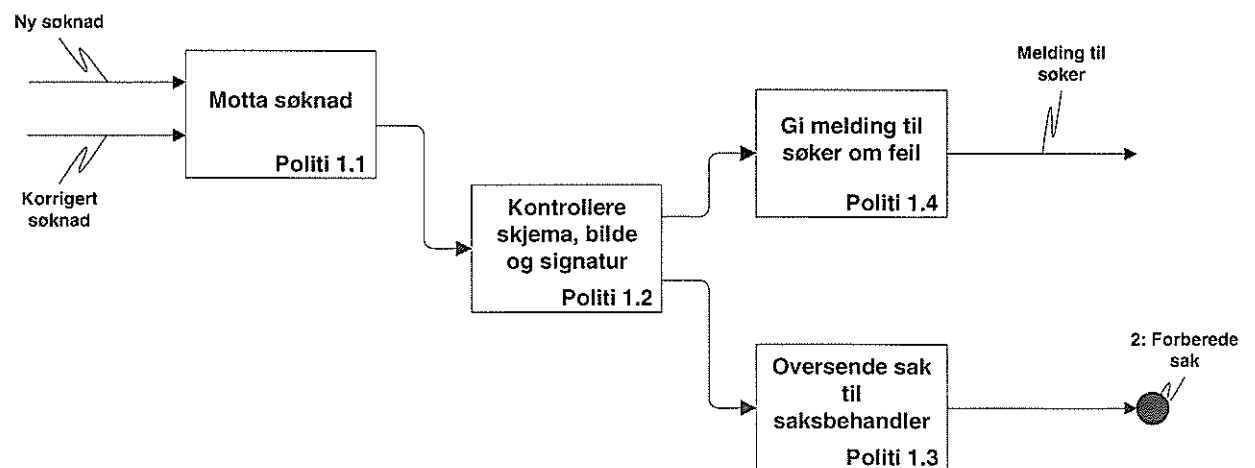 Ny søknad
Motta søknad
Politi 1.1
Korrigert
søknad
Kontrollere
skjema, bilde
og signatur
Politi 1.2
Gi melding til
søker om feil
Politi 1.4
Melding til
søker
Oversende sak
til
saksbehandler
Politi 1.3
2: Forberede
sak